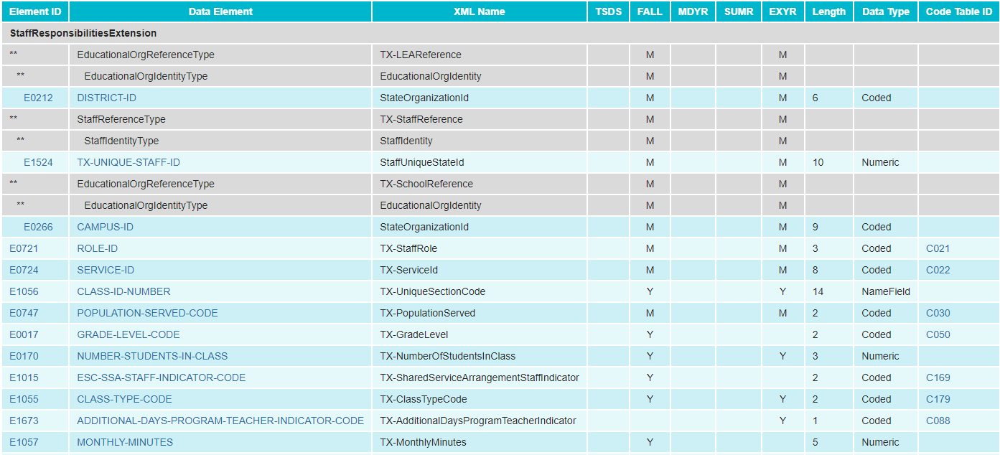 Element ID Data Element XML Name TSDS FALL MDYR SUMR EXYR Length Data Type Code Table ID
StaffResponsibilitiesExtension
** EducationalOrgReferenceType TX-LEAReference M M
** EducationalOrgIdentityType EducationalOrgIdentity M M
E0212 DISTRICT-ID StateOrganizationId M M 6 Coded
** StaffReferenceType TX-StaffReference M M
** StaffIdentityType StaffIdentity M M
E1524 TX-UNIQUE-STAFF-ID StaffUniqueStateId M M 10 Numeric
** EducationalOrgReferenceType TX-SchoolReference M M
** EducationalOrgIdentityType EducationalOrgIdentity M M
E0266 CAMPUS-ID StateOrganizationId M M 9 Coded
E0721 ROLE-ID TX-StaffRole M M 3 Coded C021
E0724 SERVICE-ID TX-ServiceId M M 8 Coded C022
E1056 CLASS-ID-NUMBER TX-UniqueSectionCode Y Y 14 NameField
E0747 POPULATION-SERVED-CODE TX-PopulationServed M M 2 Coded C030
E0017 GRADE-LEVEL-CODE TX-GradeLevel Y 2 Coded C050
E0170 NUMBER-STUDENTS-IN-CLASS TX-NumberOfStudentsInClass Y Y 3 Numeric
E1015 ESC-SSA-STAFF-INDICATOR-CODE TX-SharedServiceArrangementStaffIndicator Y 2 Coded C169
E1055 CLASS-TYPE-CODE TX-ClassTypeCode Y Y 2 Coded C179
E1673 ADDITIONAL-DAYS-PROGRAM-TEACHER-INDICATOR-CODE TX-AdditionalDaysProgramTeacherIndicator Y 1 Coded C088
E1057 MONTHLY-MINUTES TX-MonthlyMinutes Y 5 Numeric